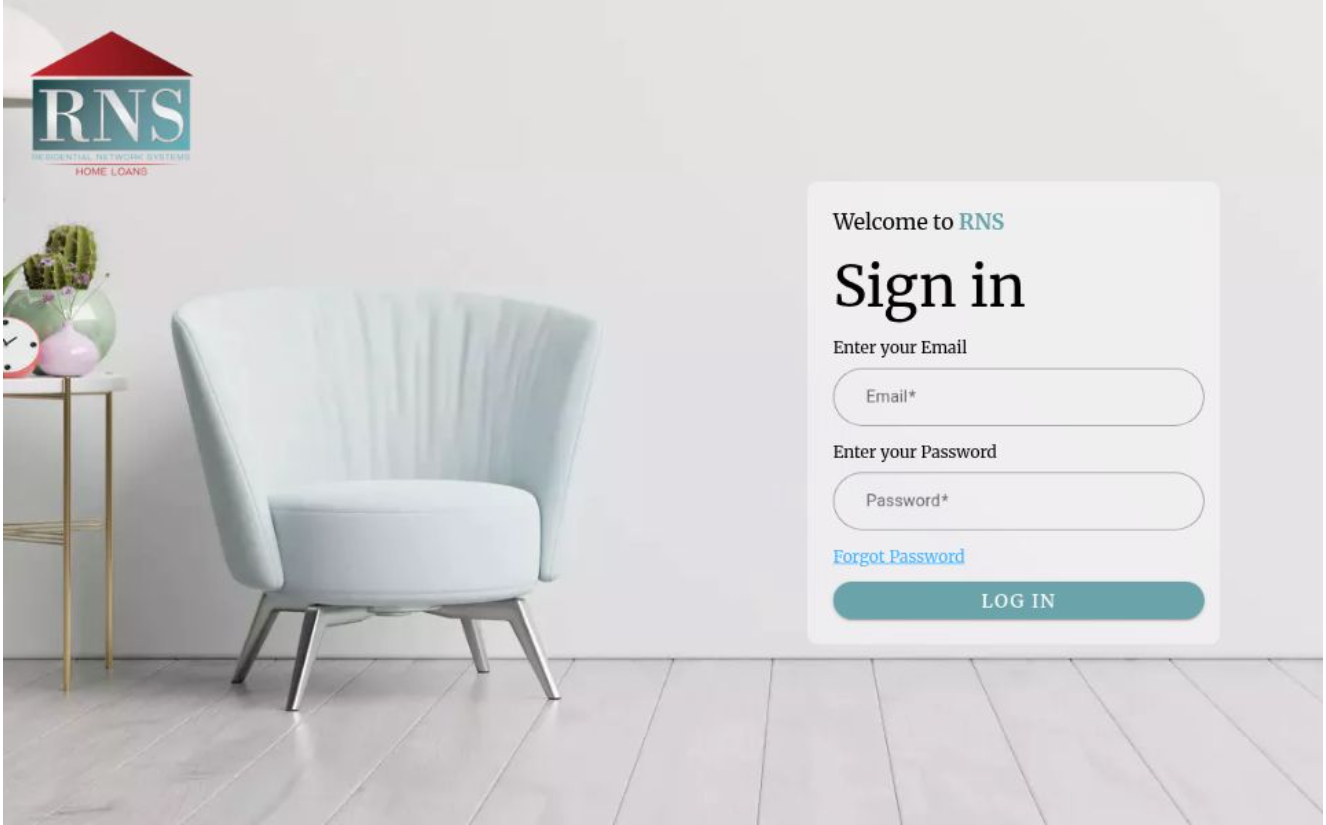 RNS
RESIDENTIAL NETWORK SYSTEMS
HOME LOANS
Welcome to RNS
Sign in
Enter your Email
Email*
Enter your Password
Password*
Forgot Password
LOG IN